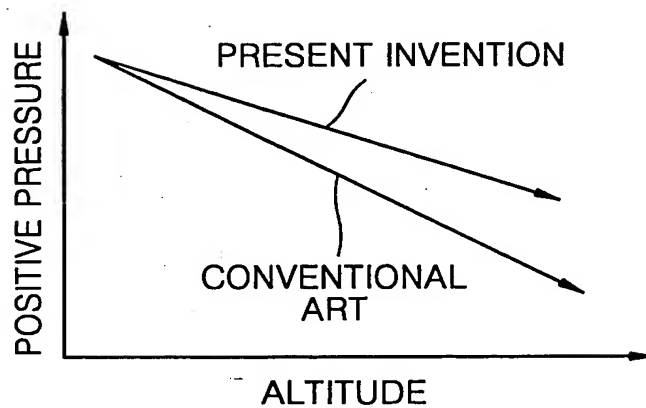 PRESENT INVENTION
POSITIVE PRESSURE
CONVENTIONAL
ART
ALTITUDE